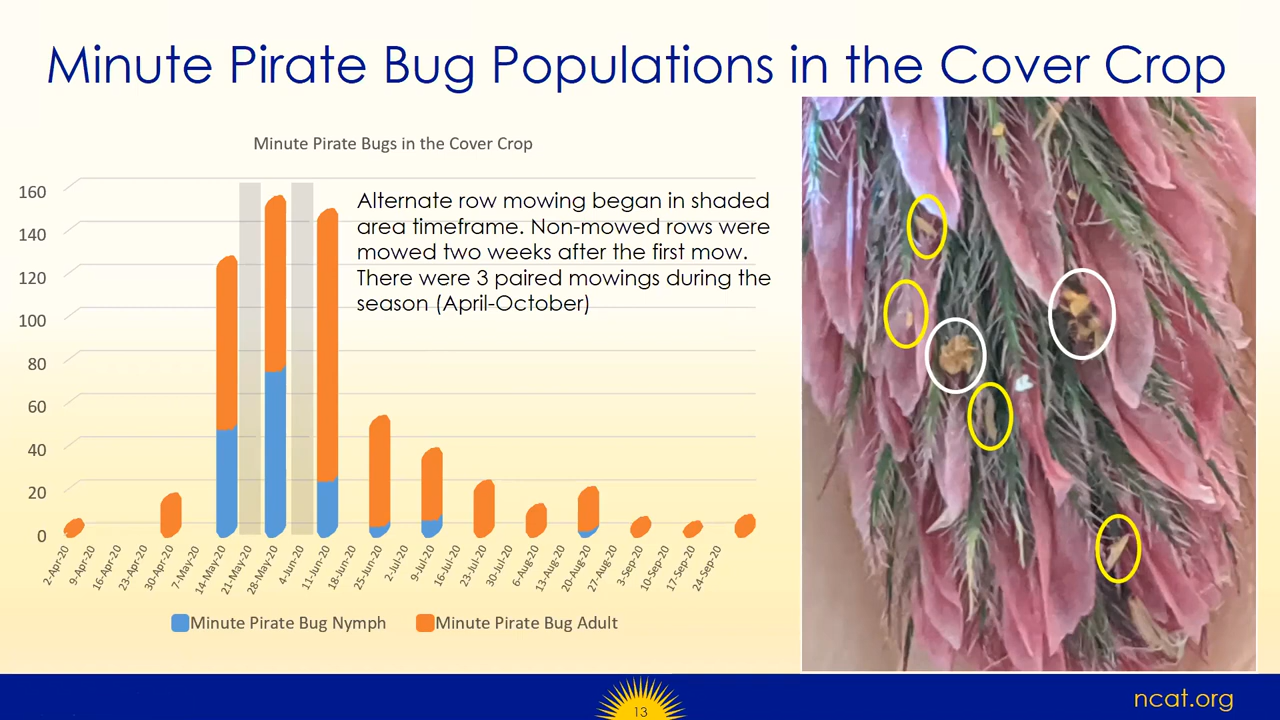 Minute Pirate Bug Populations in the Cover Crop
Minute Pirate Bugs in the Cover Crop
160
140
120
100
80
60
40
20
0
Alternate row mowing began in shaded
area timeframe. Non-mowed rows were
mowed two weeks after the first mow.
There were 3 paired mowings during the
season (April-October)
2-Apr-20
9-Apr-20
16-Apr-20
23-Apr-20
30-Apr-20
7-May-20
14-May-20
21-May-20
28-May-20
4-Jun-20
11-Jun-20
18-Jun-20
25-Jun-20
2-Jul-20
9-Jul-20
16-Jul-20
23-Jul-20
30-Jul-20
6-Aug-20
13-Aug-20
20-Aug-20
27-Aug-20
3-Sep-20
10-Sep-20
17-Sep-20
24-Sep-20
Minute Pirate Bug Nymph
Minute Pirate Bug Adult
13
ncat.org